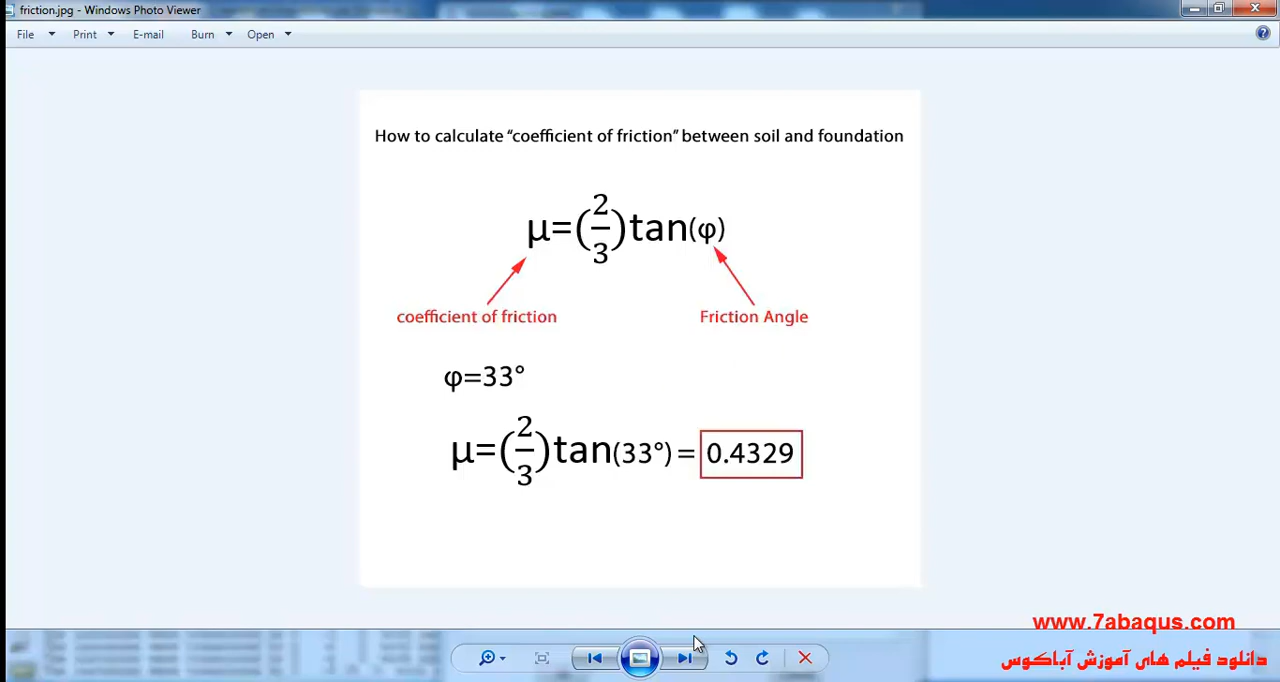 friction.jpg - Windows Photo Viewer
File Print E-mail Burn Open
How to calculate “coefficient of friction” between soil and foundation
μ=(2/3)tan(φ)
coefficient of friction Friction Angle
φ=33°
μ=(2/3)tan(33°) = 0.4329
www.7abaqus.com
دانلود فیلم های آموزش آباکوس